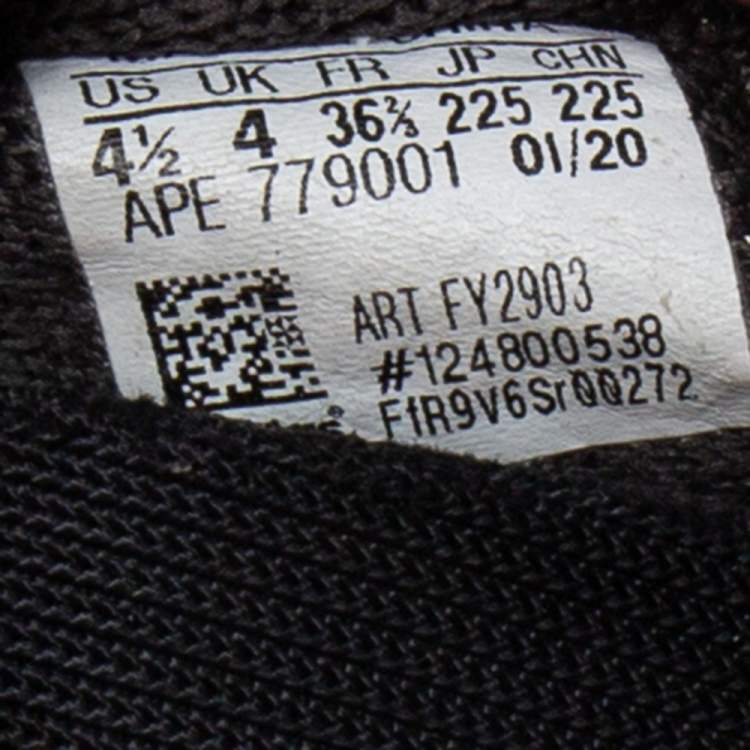 US UK FR JP CHN
4½ 4 36⅔ 225 225
APE 779001 01/20
ART FY2903
#124800538
F1R9V6Sr00272